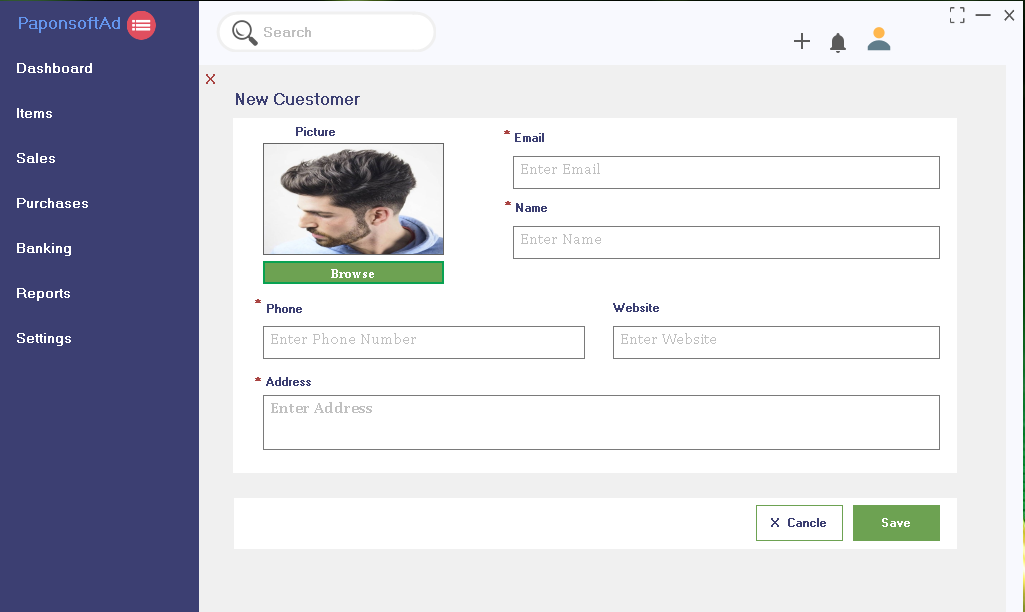 PaponsoftAd
Search
Dashboard
Items
Sales
Purchases
Banking
Reports
Settings
X
New Cuestomer
Picture
Browse
* Email
Enter Email
* Name
Enter Name
* Phone
Enter Phone Number
Website
Enter Website
* Address
Enter Address
X Cancle
Save